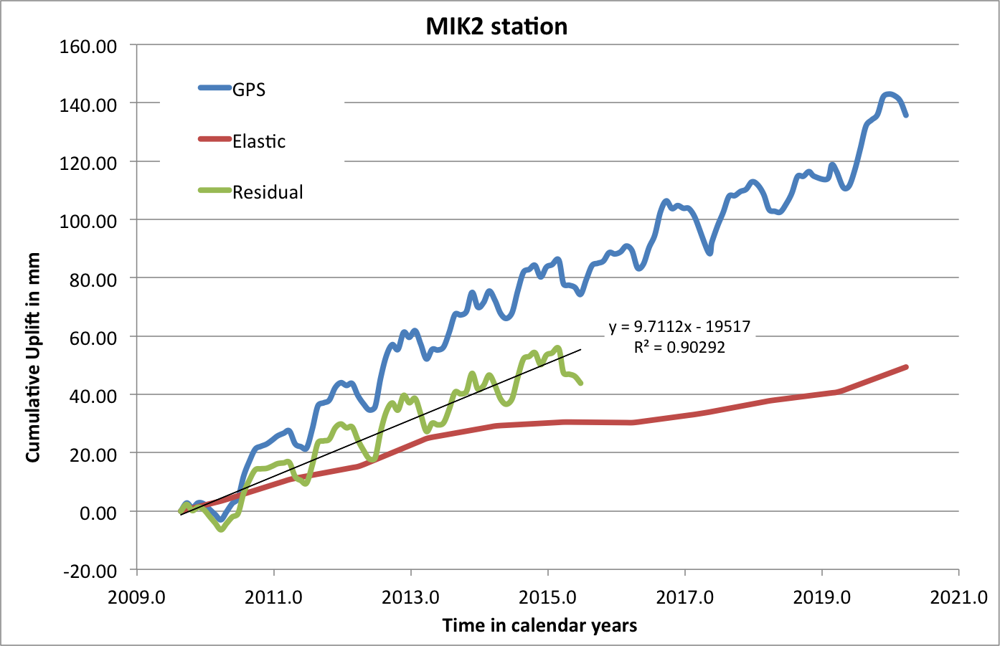 MIK2 station
160.00
140.00
120.00
100.00
80.00
60.00
40.00
20.00
0.00
-20.00
Cumulative Uplift in mm
GPS
Elastic
Residual
y = 9.7112x - 19517
R² = 0.90292
2009.0 2011.0 2013.0 2015.0 2017.0 2019.0 2021.0
Time in calendar years